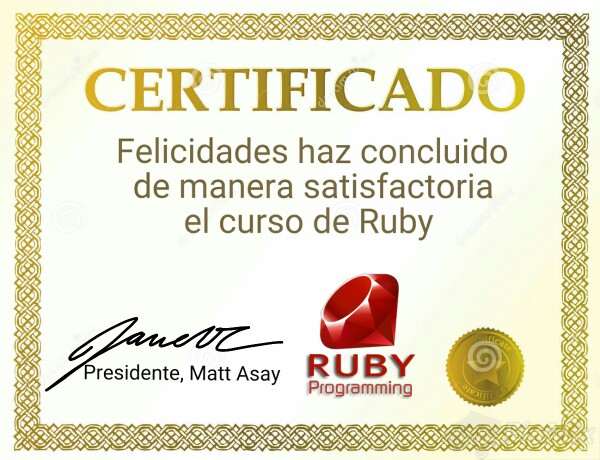 CERTIFICADO
Felicidades haz concluido
de manera satisfactoria
el curso de Ruby
Presidente, Matt Asay
RUBY
Programming